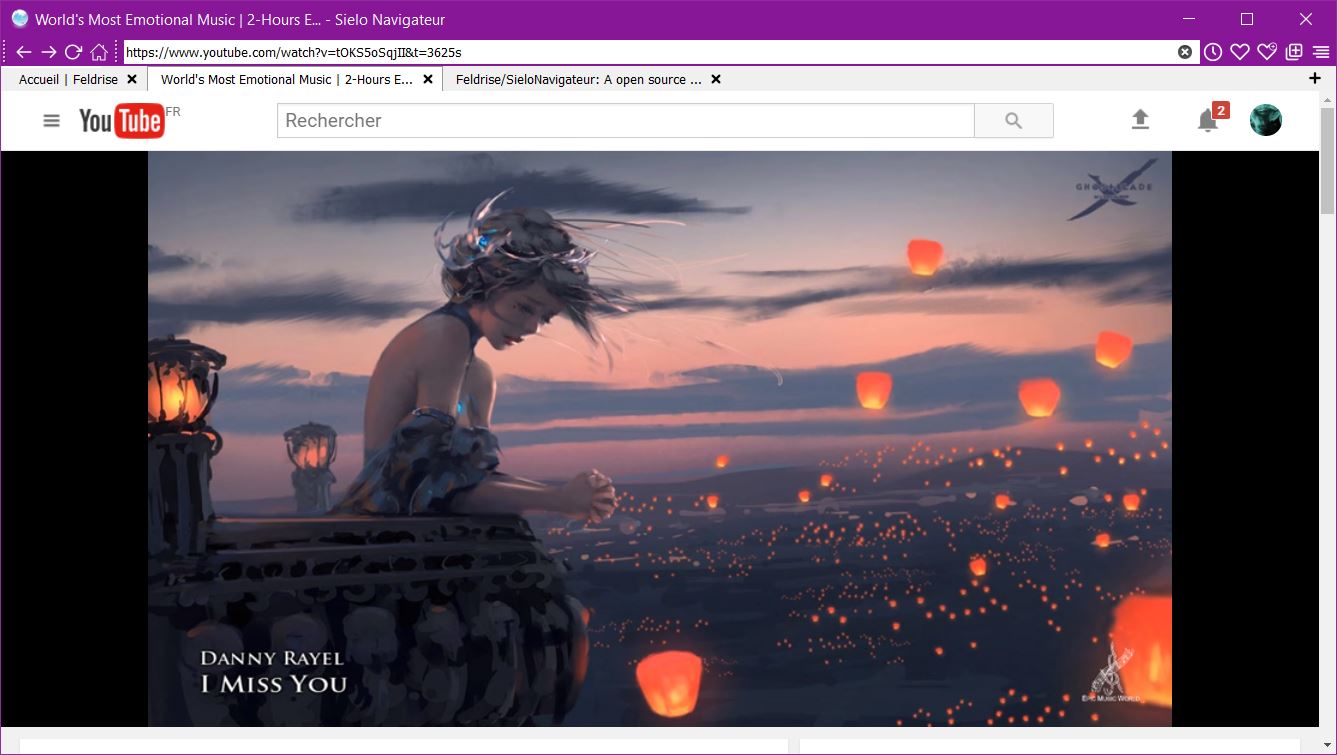 World's Most Emotional Music | 2-Hours E... - Sielo Navigateur
https://www.youtube.com/watch?v=tOKS5oSqjII&t=3625s
Accueil | Feldrise World's Most Emotional Music | 2-Hours E... Feldrise/SieloNavigateur: A open source ...
YouTube FR Rechercher 2
GHOSTBLADE
DANNY RAYEL
I MISS YOU
EPIC MUSIC WORLD